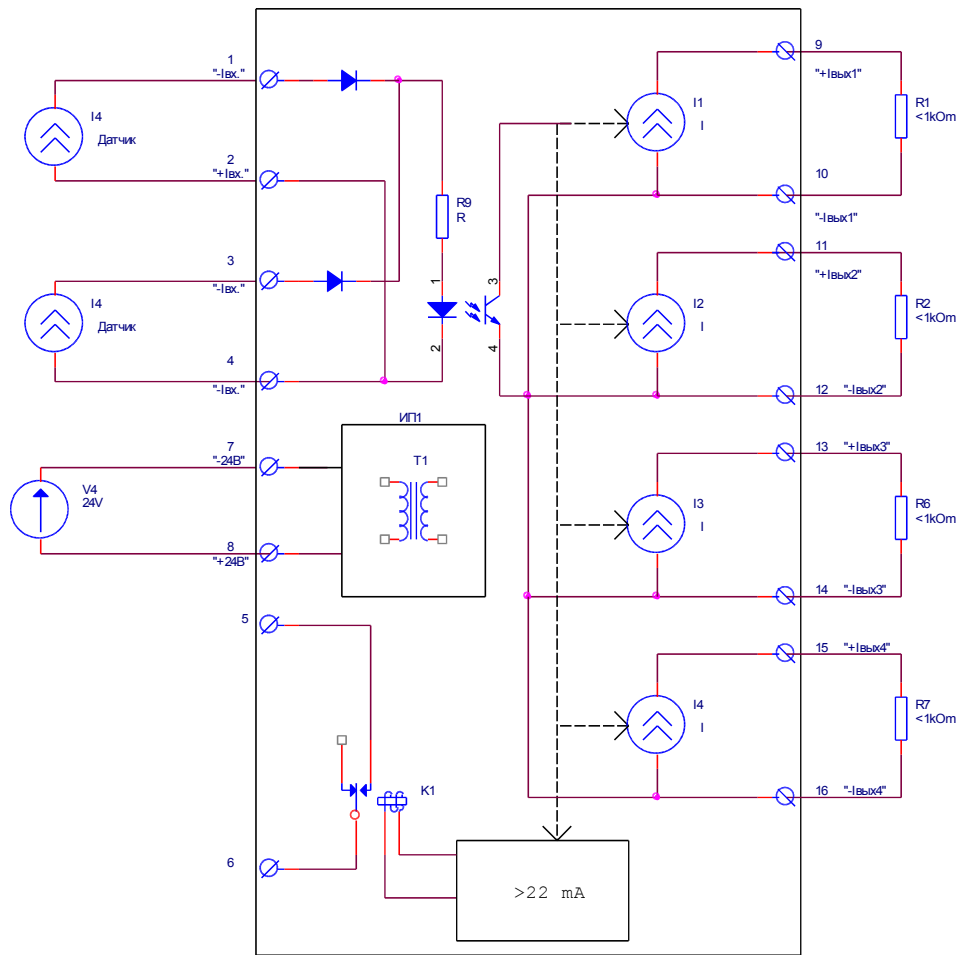 1
"-Iвх."
I4
Датчик
2
"+Iвх."
3
"-Iвх."
I4
Датчик
4
"-Iвх."
R9
R
1
2
3
4
ИП1
T1
7
"-24В"
V4
24V
8
"+24В"
5
K1
6
>22 mA
I1
I
9
"+Iвых1"
R1
<1kOm
10
"-Iвых1"
11
"+Iвых2"
I2
I
R2
<1kOm
12 "-Iвых2"
13 "+Iвых3"
I3
I
R6
<1kOm
14 "-Iвых3"
15 "+Iвых4"
I4
I
R7
<1kOm
16 "-Iвых4"